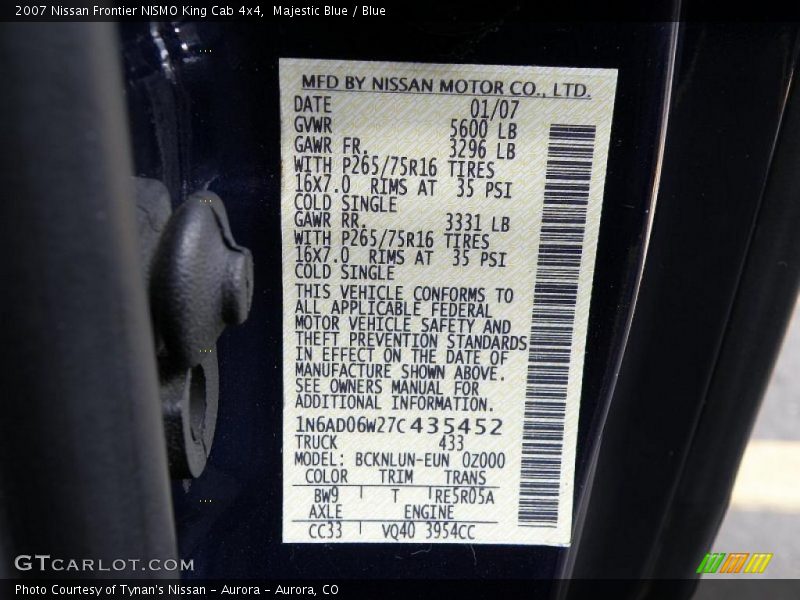 2007 Nissan Frontier NISMO King Cab 4x4, Majestic Blue / Blue
MFD BY NISSAN MOTOR CO., LTD.
DATE 01/07
GVWR 5600 LB
GAWR FR. 3296 LB
WITH P265/75R16 TIRES
16X7.0 RIMS AT 35 PSI
COLD SINGLE
GAWR RR. 3331 LB
WITH P265/75R16 TIRES
16X7.0 RIMS AT 35 PSI
COLD SINGLE
THIS VEHICLE CONFORMS TO
ALL APPLICABLE FEDERAL
MOTOR VEHICLE SAFETY AND
THEFT PREVENTION STANDARDS
IN EFFECT ON THE DATE OF
MANUFACTURE SHOWN ABOVE.
SEE OWNERS MANUAL FOR
ADDITIONAL INFORMATION.
1N6AD06W27C435452
TRUCK 433
MODEL: BCKNLUN-EUN 0Z000
COLOR TRIM TRANS
BW9 T RE5R05A
AXLE ENGINE
CC33 VQ40 3954CC
GTCARLOT.COM
Photo Courtesy of Tynan's Nissan - Aurora - Aurora, CO